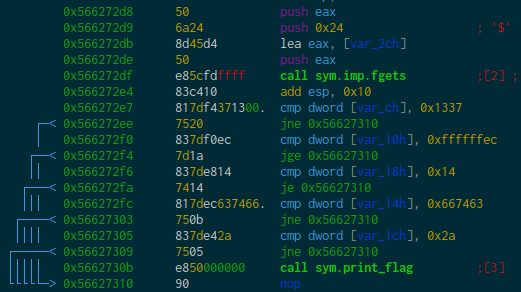 0x566272d8 50 push eax
0x566272d9 6a24 push 0x24 ; '$'
0x566272db 8d45d4 lea eax, [var_2ch]
0x566272de 50 push eax
0x566272df e85cfdffff call sym.imp.fgets ;[2] ;
0x566272e4 83c410 add esp, 0x10
0x566272e7 817df4371300. cmp dword [var_ch], 0x1337
0x566272ee 7520 jne 0x56627310
0x566272f0 837df0ec cmp dword [var_10h], 0xffffffec
0x566272f4 7d1a jge 0x56627310
0x566272f6 837de814 cmp dword [var_18h], 0x14
0x566272fa 7414 je 0x56627310
0x566272fc 817dec637466. cmp dword [var_14h], 0x667463
0x56627303 750b jne 0x56627310
0x56627305 837de42a cmp dword [var_1ch], 0x2a
0x56627309 7505 jne 0x56627310
0x5662730b e850000000 call sym.print_flag ;[3]
0x56627310 90 nop